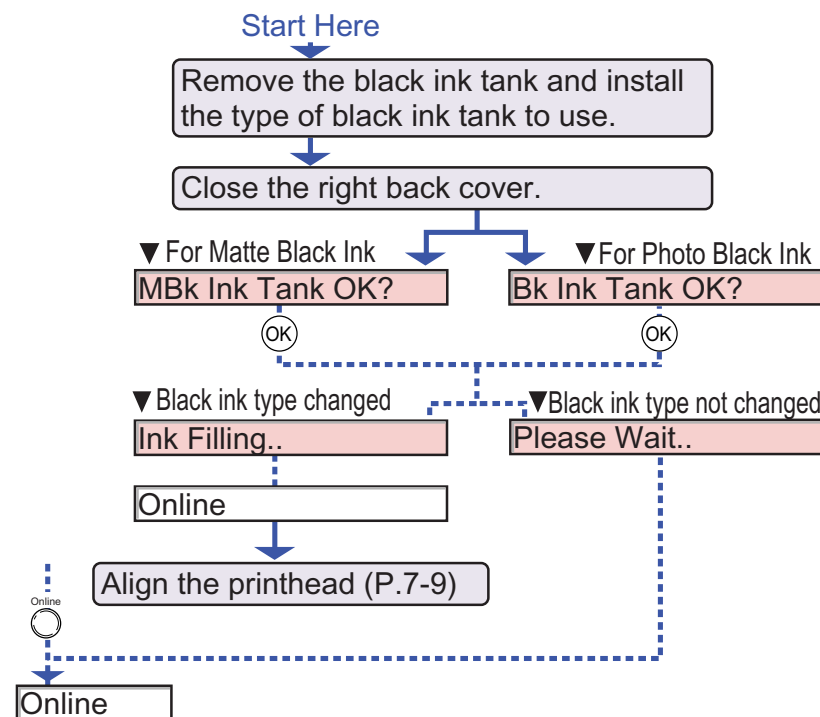 Start Here
Remove the black ink tank and install
the type of black ink tank to use.
Close the right back cover.
▼ For Matte Black Ink
▼For Photo Black Ink
MBk Ink Tank OK?
Bk Ink Tank OK?
OK
OK
▼ Black ink type changed
▼Black ink type not changed
Ink Filling..
Please Wait..
Online
Align the printhead (P.7-9)
Online
Online